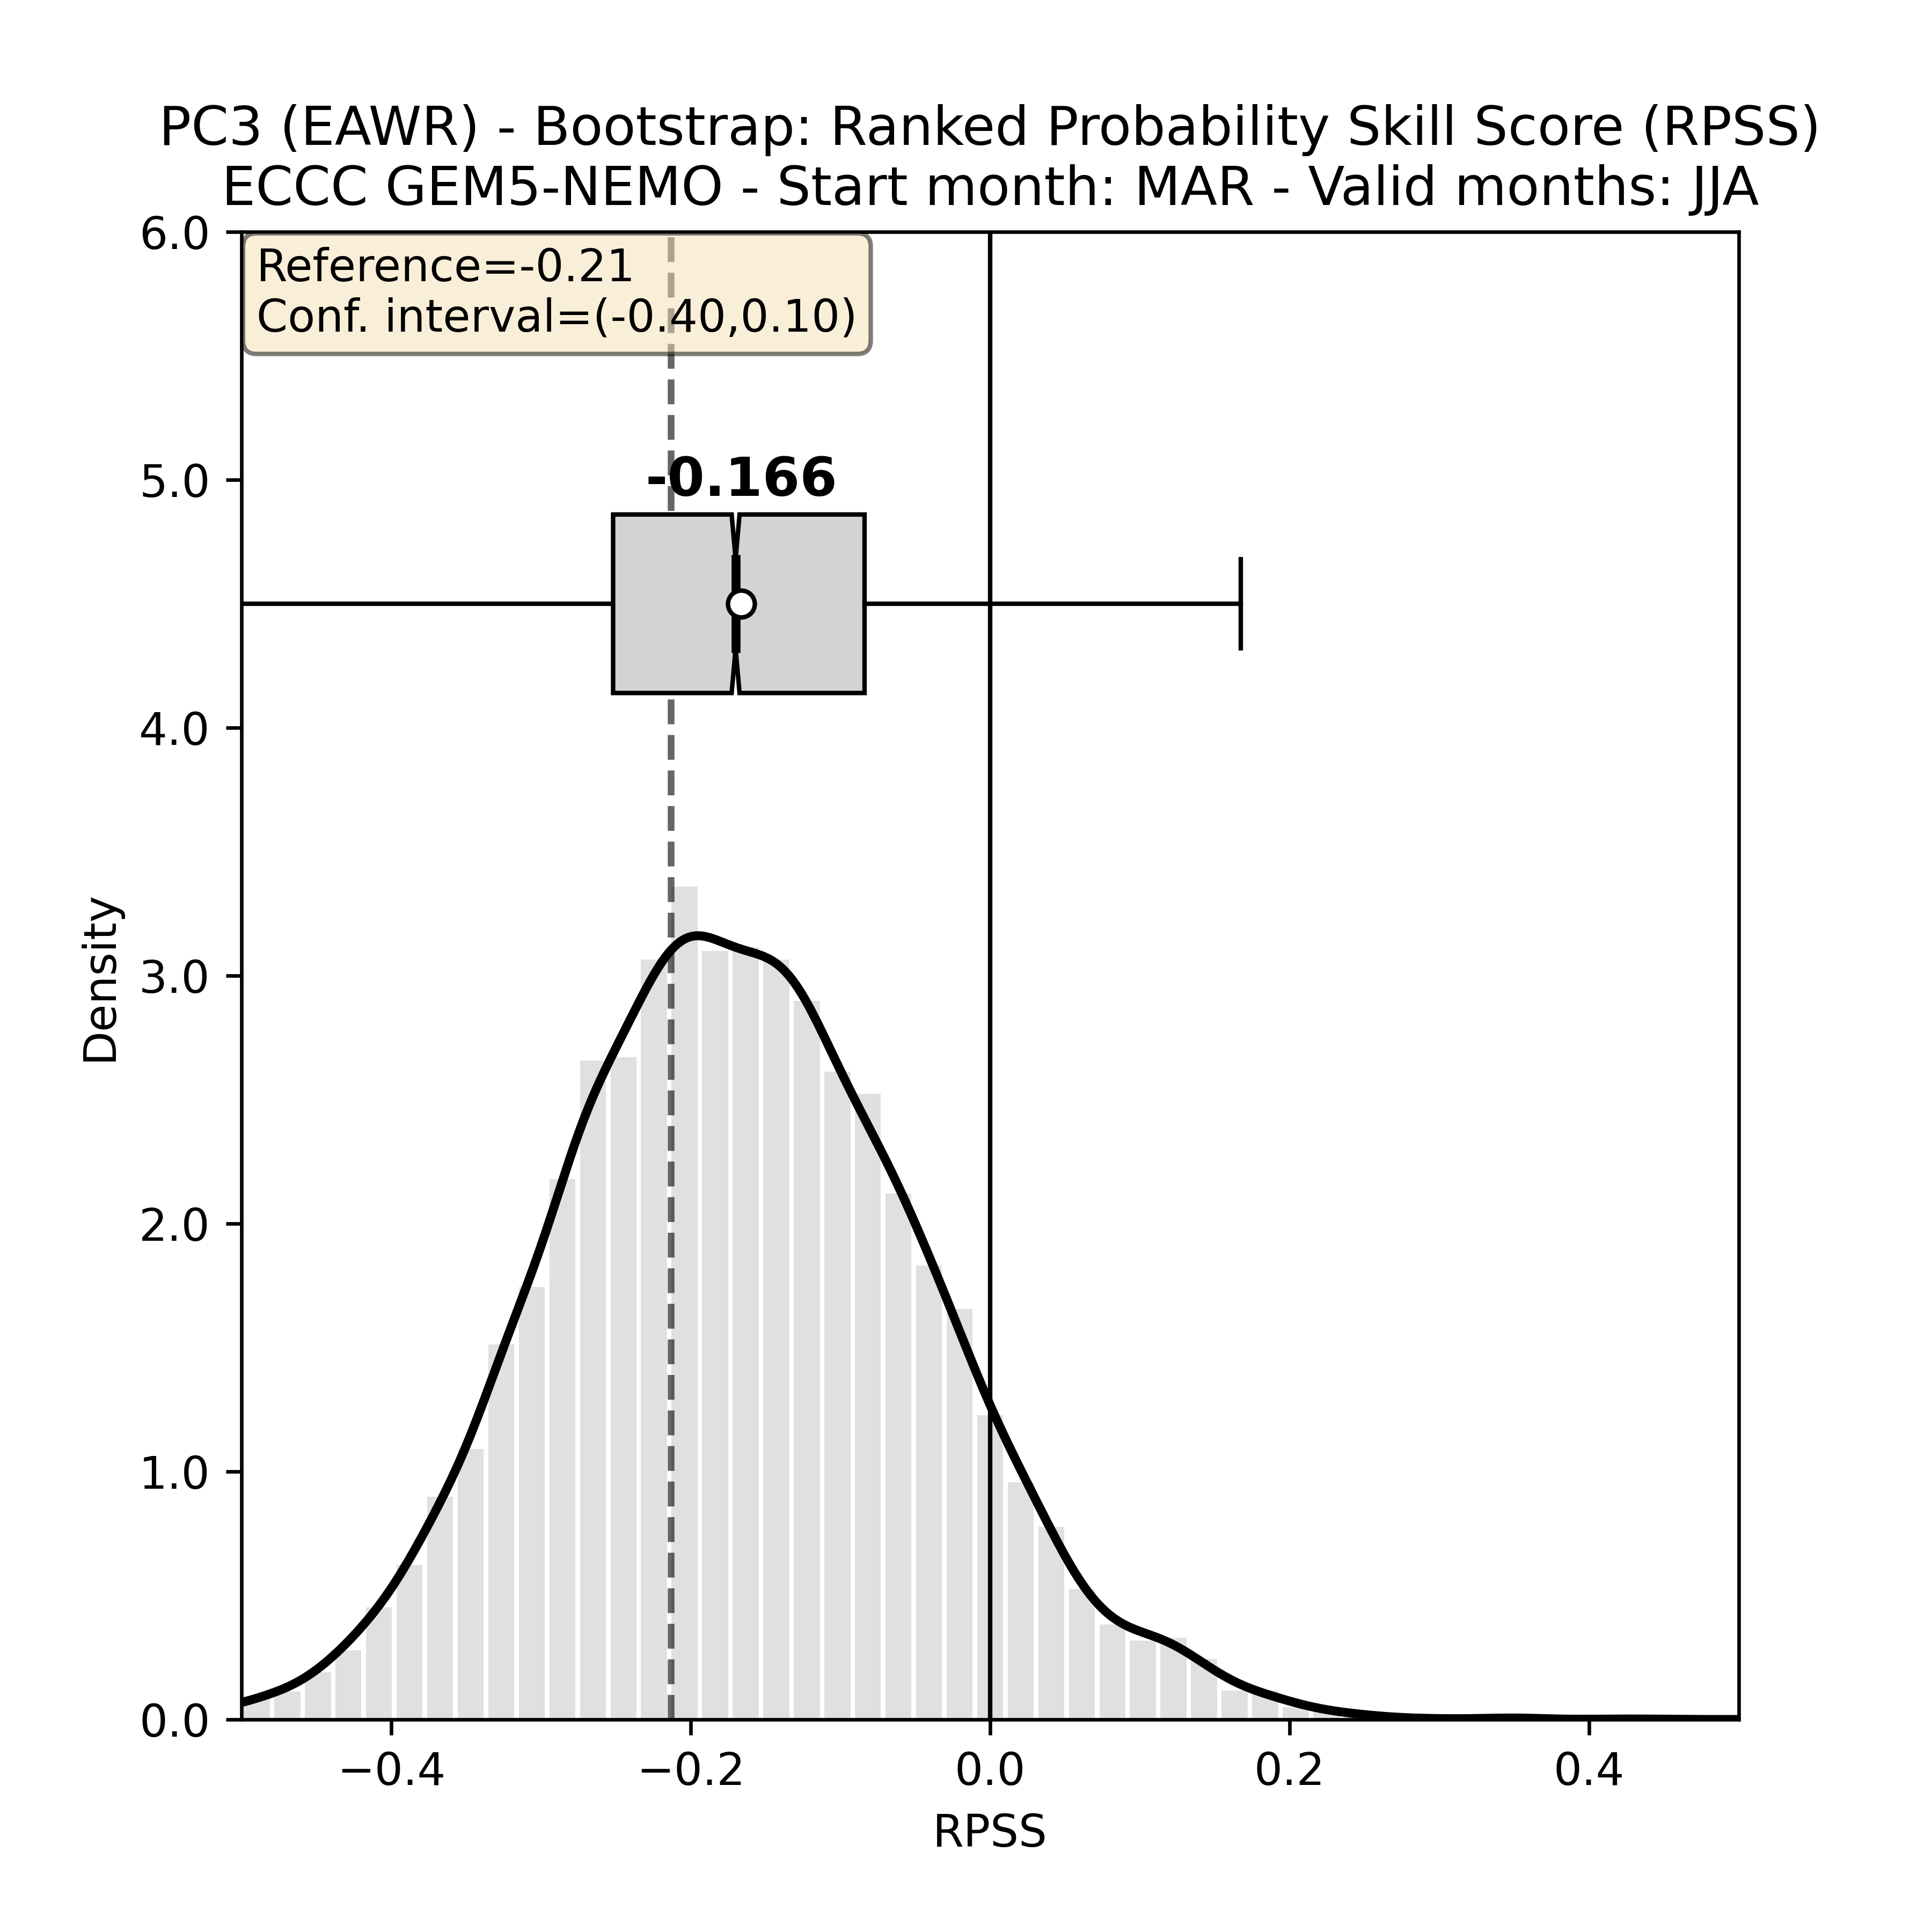 PC3 (EAWR) - Bootstrap: Ranked Probability Skill Score (RPSS)
ECCC GEM5-NEMO - Start month: MAR - Valid months: JJA
6.0
Reference=-0.21
Conf. interval=(-0.40,0.10)
5.0
-0.166
4.0
Density
3.0
2.0
1.0
0.0
−0.4 −0.2 0.0 0.2 0.4
RPSS